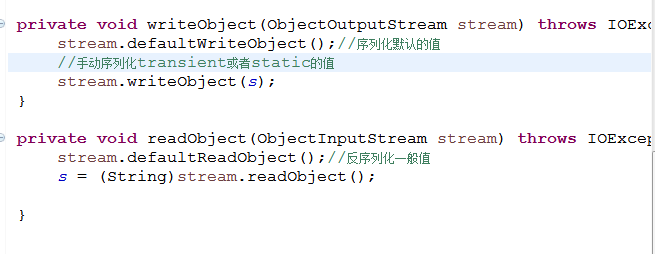 private void writeObject(ObjectOutputStream stream) throws IOExc
stream.defaultWriteObject();//序列化默认的值
//手动序列化transient或者static的值
stream.writeObject(s);
}
private void readObject(ObjectInputStream stream) throws IOExcep
stream.defaultReadObject();//反序列化一般值
s = (String)stream.readObject();
}